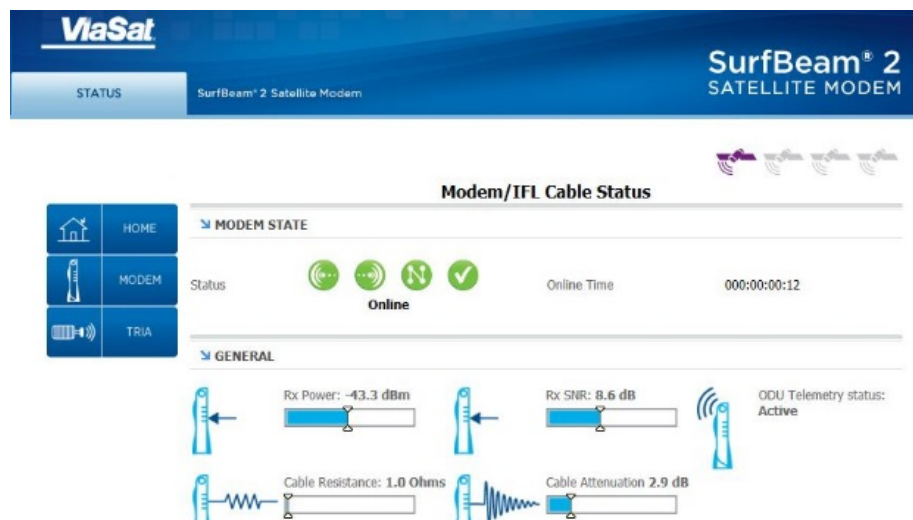 ViaSat
SurfBeam® 2
SATELLITE MODEM
STATUS
SurfBeam® 2 Satellite Modem
Modem/IFL Cable Status
HOME
MODEM
TRIA
MODEM STATE
Status
Online
Online Time
000:00:00:12
GENERAL
Rx Power: -43.3 dBm
Rx SNR: 8.6 dB
ODU Telemetry status:
Active
Cable Resistance: 1.0 Ohms
Cable Attenuation 2.9 dB